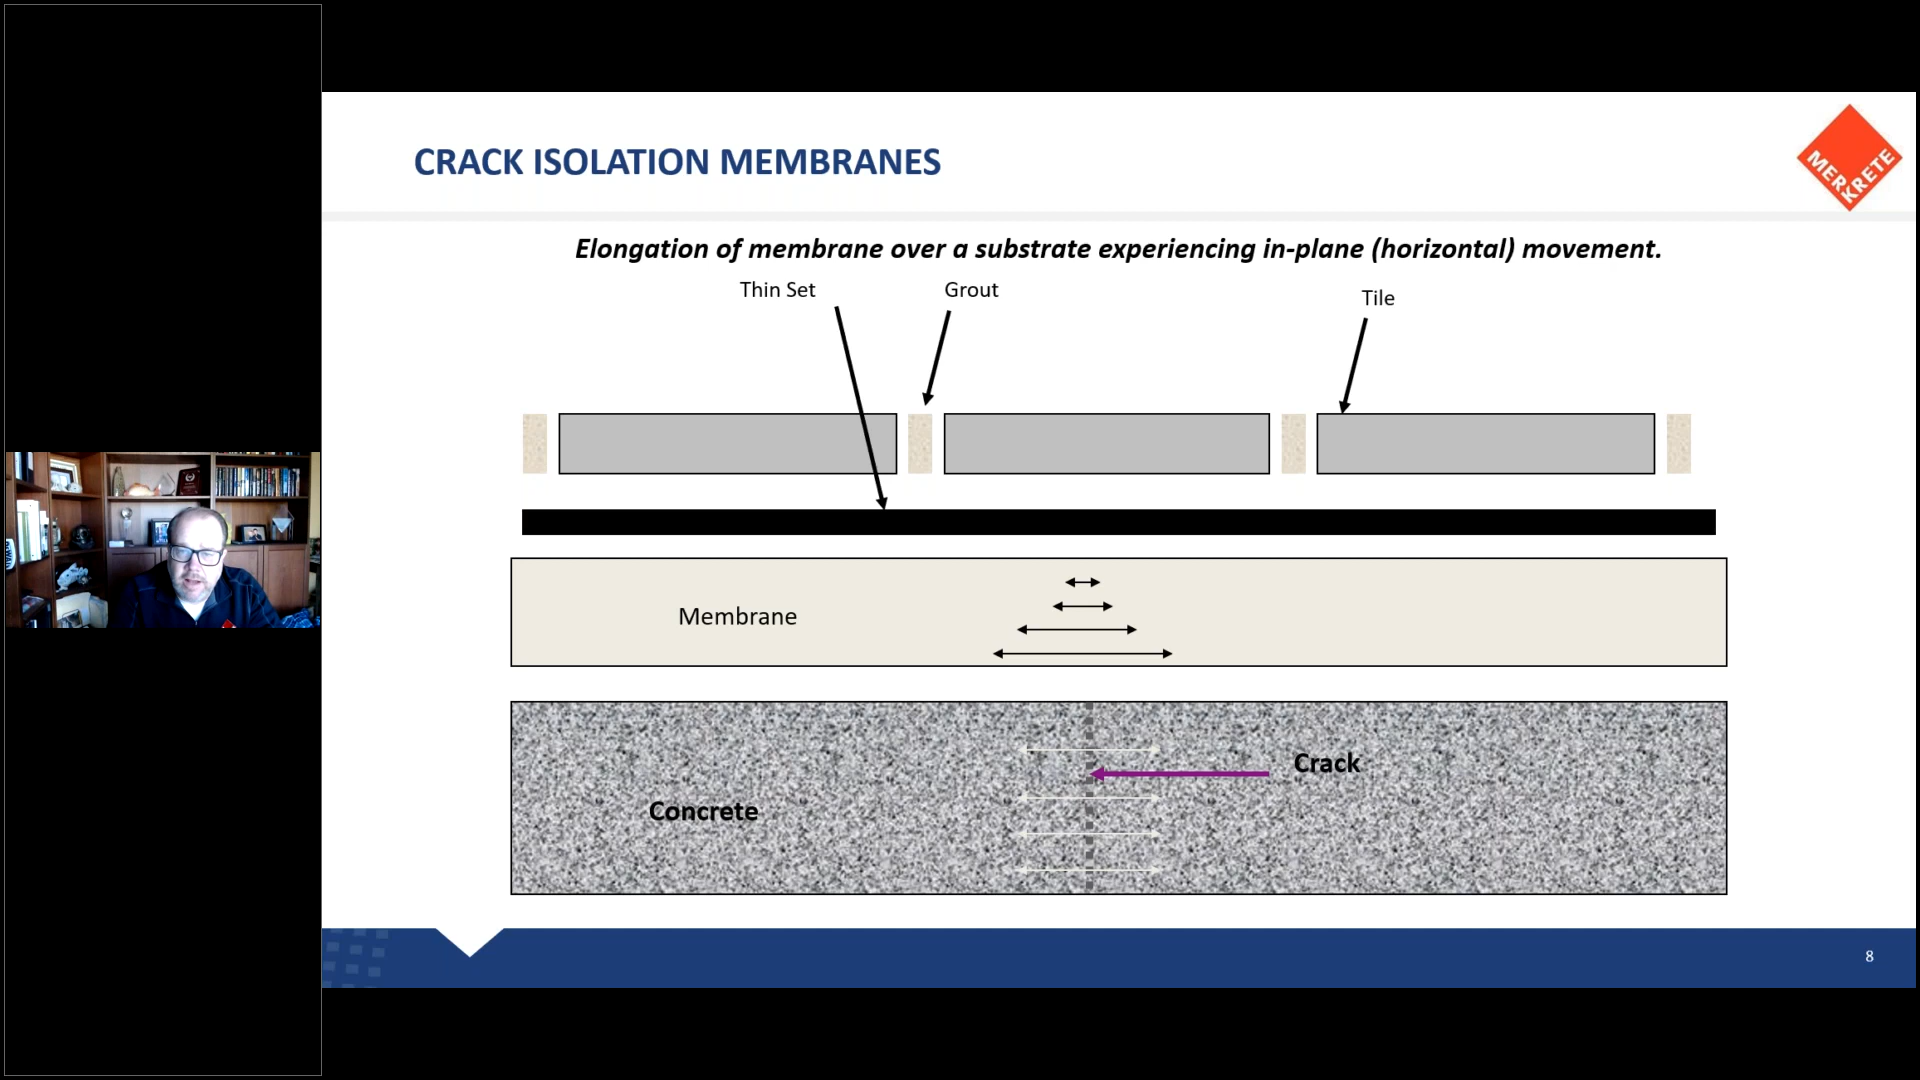 CRACK ISOLATION MEMBRANES
MERKRETE
Elongation of membrane over a substrate experiencing in-plane (horizontal) movement.
Thin Set
Grout
Tile
Membrane
Crack
Concrete
8